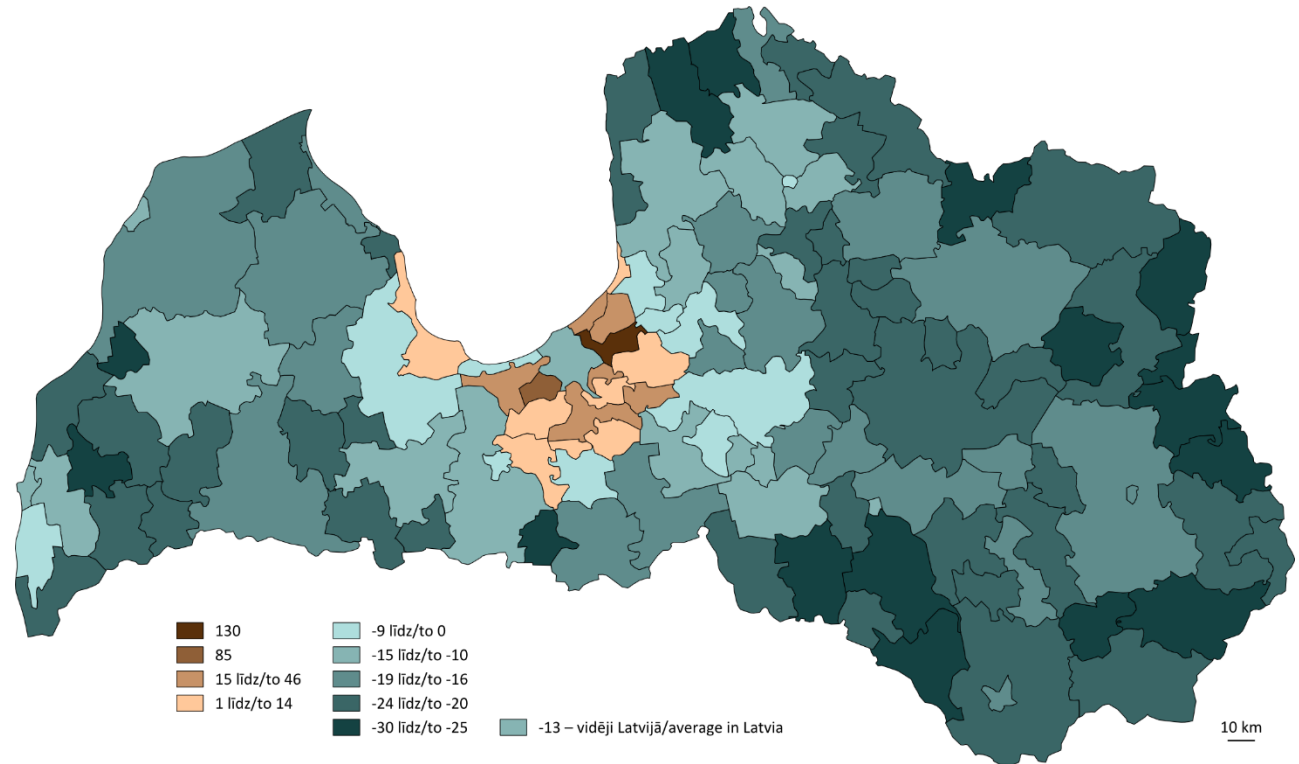 130
85
15 līdz/to 46
1 līdz/to 14
-9 līdz/to 0
-15 līdz/to -10
-19 līdz/to -16
-24 līdz/to -20
-30 līdz/to -25
-13 – vidēji Latvijā/average in Latvia
10 km